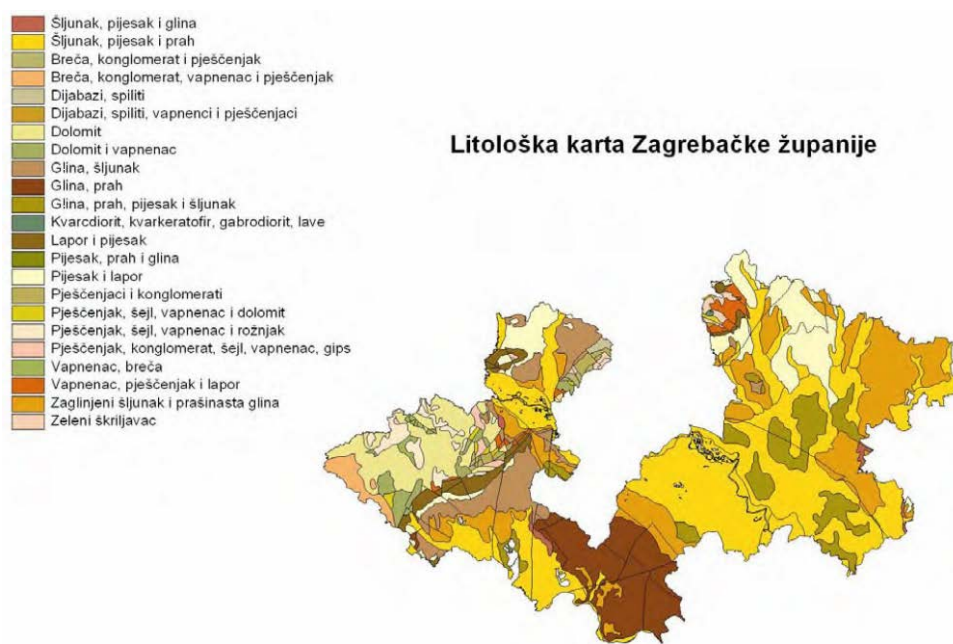 Šljunak, pijesak i glina
Šljunak, pijesak i prah
Breča, konglomerat i pješčenjak
Breča, konglomerat, vapnenac i pješčenjak
Dijabazi, spiliti
Dijabazi, spiliti, vapnenci i pješčenjaci
Dolomit
Dolomit i vapnenac
Glina, šljunak
Glina, prah
Glina, prah, pijesak i šljunak
Kvarcdiorit, kvarkeratofir, gabrodiorit, lave
Lapor i pijesak
Pijesak, prah i glina
Pijesak i lapor
Pješčenjaci i konglomerati
Pješčenjak, šejl, vapnenac i dolomit
Pješčenjak, šejl, vapnenac i rožnjak
Pješčenjak, konglomerat, šejl, vapnenac, gips
Vapnenac, breča
Vapnenac, pješčenjak i lapor
Zaglinjeni šljunak i prašinasta glina
Zeleni škriljavac
Litološka karta Zagrebačke županije